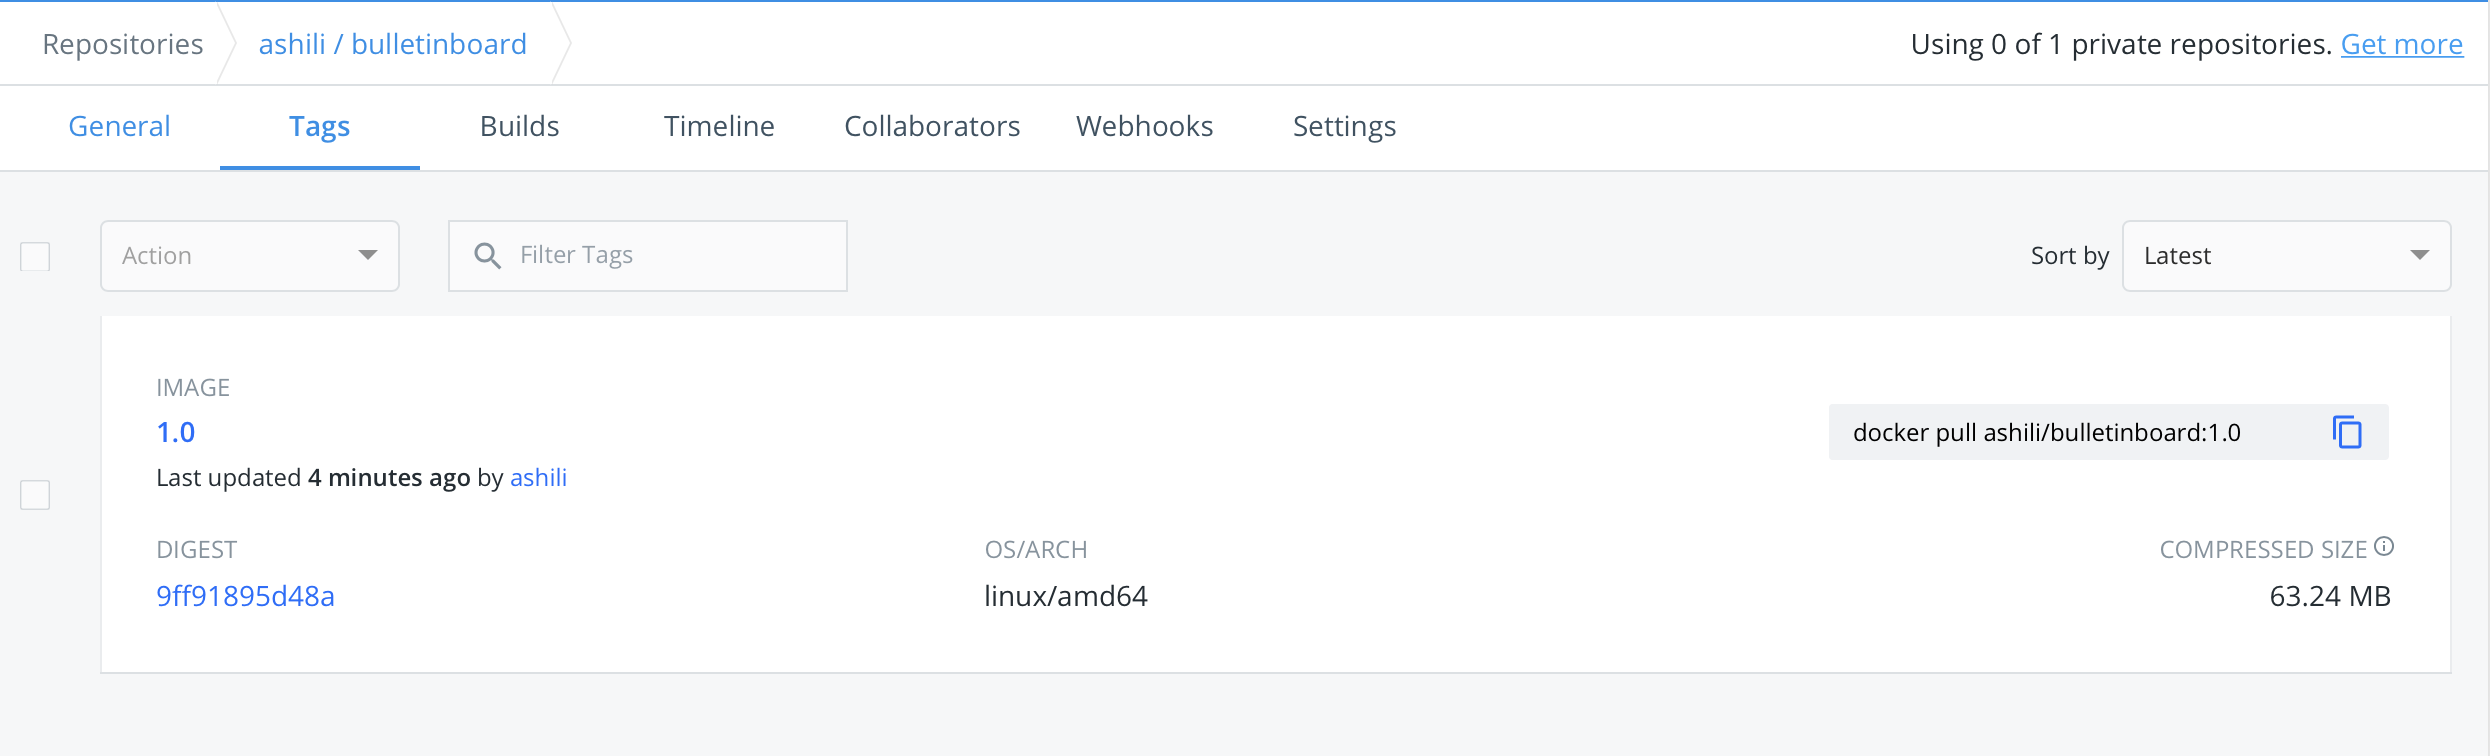 Repositories ashili / bulletinboard Using 0 of 1 private repositories. Get more
General Tags Builds Timeline Collaborators Webhooks Settings
Action Filter Tags Sort by Latest
IMAGE
1.0 docker pull ashili/bulletinboard:1.0
Last updated 4 minutes ago by ashili
DIGEST OS/ARCH COMPRESSED SIZE
9ff91895d48a linux/amd64 63.24 MB